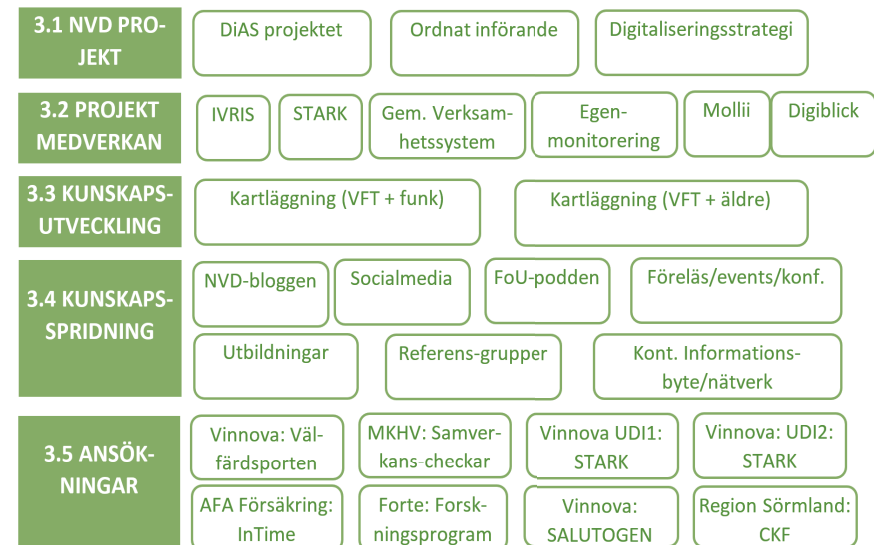 3.1 NVD PRO-
JEKT
DiAS projektet
Ordnat införande
Digitaliseringsstrategi
3.2 PROJEKT
MEDVERKAN
IVRIS
STARK
Gem. Verksam-
hetssystem
Egen-
monitorering
Mollii
Digiblick
3.3 KUNSKAPS-
UTVECKLING
Kartläggning (VFT + funk)
Kartläggning (VFT + äldre)
3.4 KUNSKAPS-
SPRIDNING
NVD-bloggen
Socialmedia
FoU-podden
Föreläs/events/konf.
Utbildningar
Referens-grupper
Kont. Informations-
byte/nätverk
3.5 ANSÖK-
NINGAR
Vinnova: Väl-
färdsporten
MKHV: Samver-
kans-checkar
Vinnova UDI1:
STARK
Vinnova: UDI2:
STARK
AFA Försäkring:
InTime
Forte: Forsk-
ningsprogram
Vinnova:
SALUTOGEN
Region Sörmland:
CKF